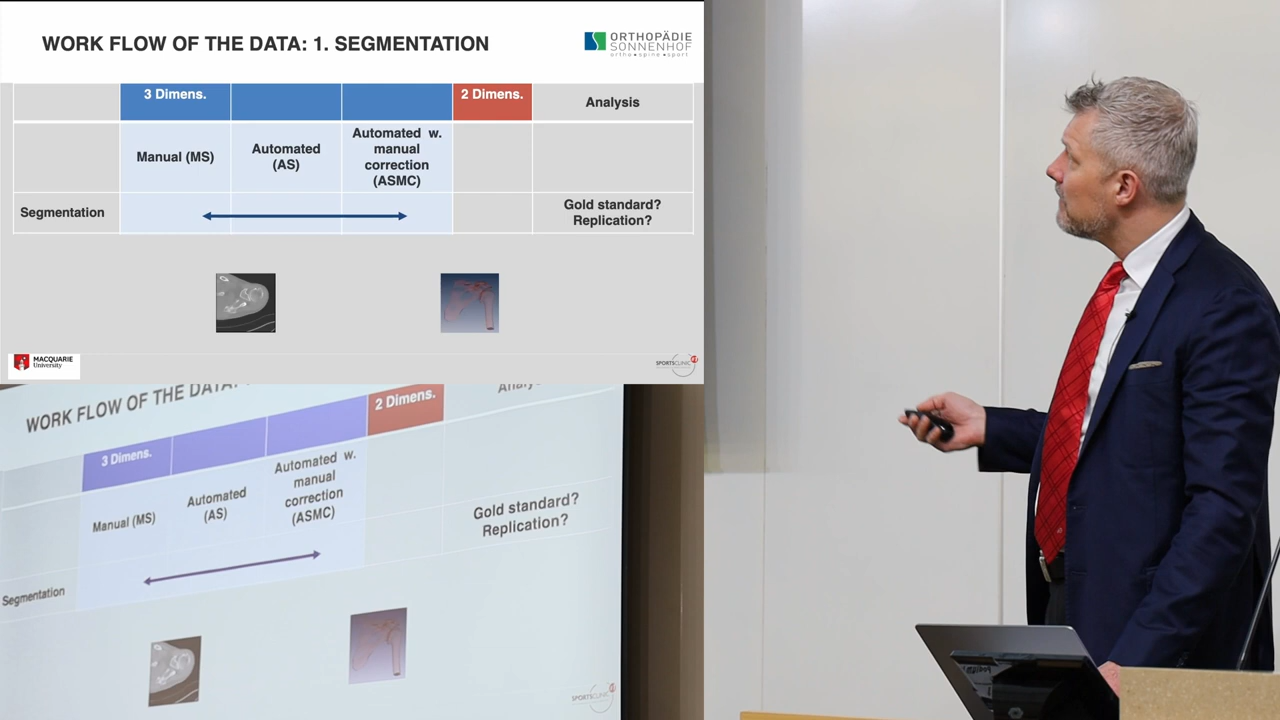 WORK FLOW OF THE DATA: 1. SEGMENTATION
ORTHOPÄDIE
SONNENHOF
ortho • spine • sport
3 Dimens.
2 Dimens.
Analysis
Manual (MS)
Automated
(AS)
Automated w.
manual
correction
(ASMC)
Segmentation
Gold standard?
Replication?
MACQUARIE
University
SPORTSCLINIC
WORK FLOW OF THE DATA:
3 Dimens.
2 Dimens.
Manual (MS)
Automated
(AS)
Automated w.
manual
correction
(ASMC)
Gold standard?
Replication?
Segmentation
SPORTSCLINIC